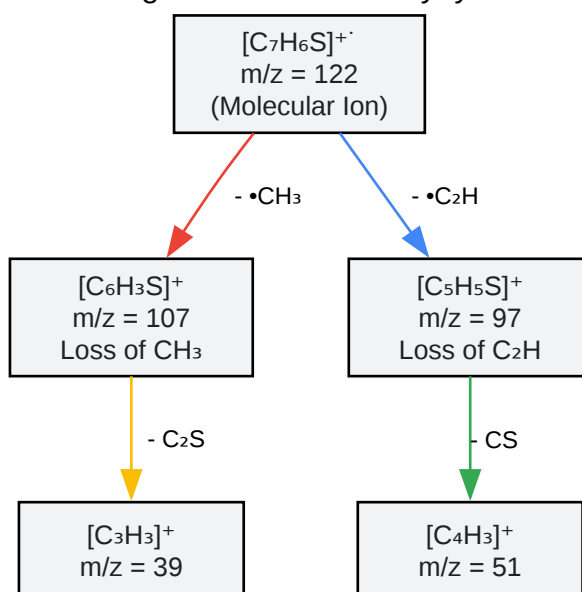 [C₇H₆S]⁺˙
m/z = 122
(Molecular Ion)
- •CH₃
- •C₂H
[C₆H₃S]⁺
m/z = 107
Loss of CH₃
[C₅H₅S]⁺
m/z = 97
Loss of C₂H
- C₂S
- CS
[C₃H₃]⁺
m/z = 39
[C₄H₃]⁺
m/z = 51